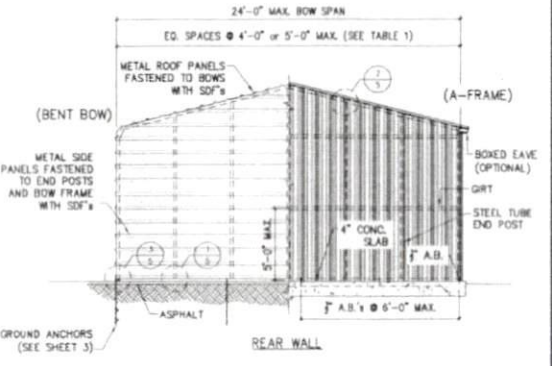 24'-0" MAX. BOW SPAN
EQ. SPACES @ 4'-0" or 5'-0" MAX. (SEE TABLE 1)
METAL ROOF PANELS
FASTENED TO BOWS
WITH SDF's
(BENT BOW)
(A-FRAME)
METAL SIDE
PANELS FASTENED
TO END POSTS
AND BOW FRAME
WITH SDF's
BOXED EAVE
(OPTIONAL)
GIRT
STEEL TUBE
END POST
5'-0" MAX.
4" CONC.
SLAB
A.B.
ASPHALT
A.B.'s @ 6'-0" MAX.
GROUND ANCHORS
(SEE SHEET 3)
REAR WALL